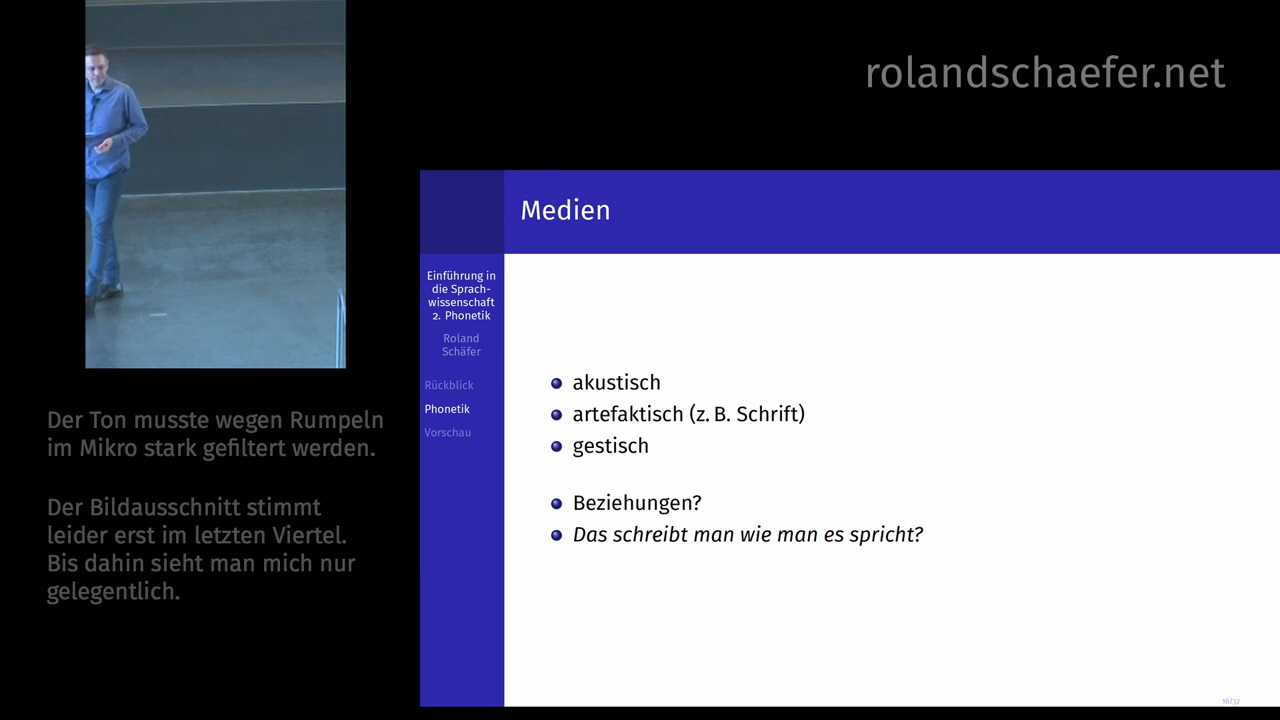 rolandschaefer.net
Medien
Einführung in
die Sprach-
wissenschaft
2. Phonetik
Roland
Schäfer
Rückblick
Phonetik
Vorschau
akustisch
artefaktisch (z. B. Schrift)
gestisch
Beziehungen?
Das schreibt man wie man es spricht?
16/37
Der Ton musste wegen Rumpeln
im Mikro stark gefiltert werden.
Der Bildausschnitt stimmt
leider erst im letzten Viertel.
Bis dahin sieht man mich nur
gelegentlich.